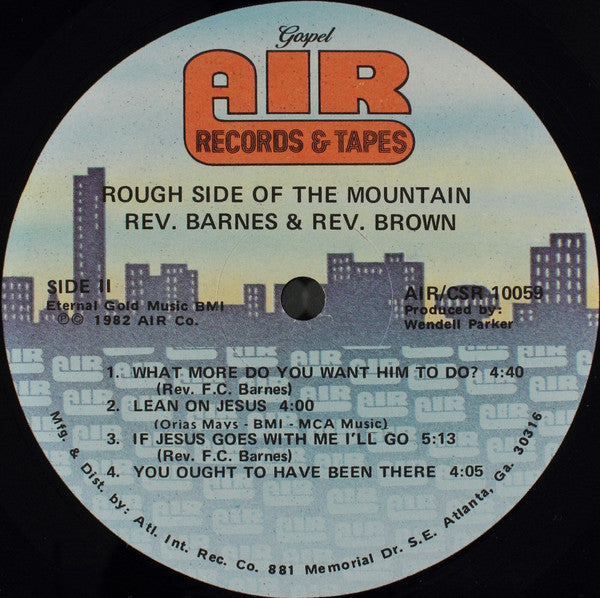 Gospel
AIR
RECORDS & TAPES
ROUGH SIDE OF THE MOUNTAIN
REV. BARNES & REV. BROWN
SIDE II
Eternal Gold Music BMI
℗© 1982 AIR Co.
AIR/CSR 10059
Produced by:
Wendell Parker
1. WHAT MORE DO YOU WANT HIM TO DO? 4:40
(Rev. F.C. Barnes)
2. LEAN ON JESUS 4:00
(Orias Mays - BMI - MCA Music)
3. IF JESUS GOES WITH ME I'LL GO 5:13
(Rev. F.C. Barnes)
4. YOU OUGHT TO HAVE BEEN THERE 4:05
Mfg. & Dist. by: Atl. Int. Rec. Co. 881 Memorial Dr. S.E. Atlanta, Ga. 30316